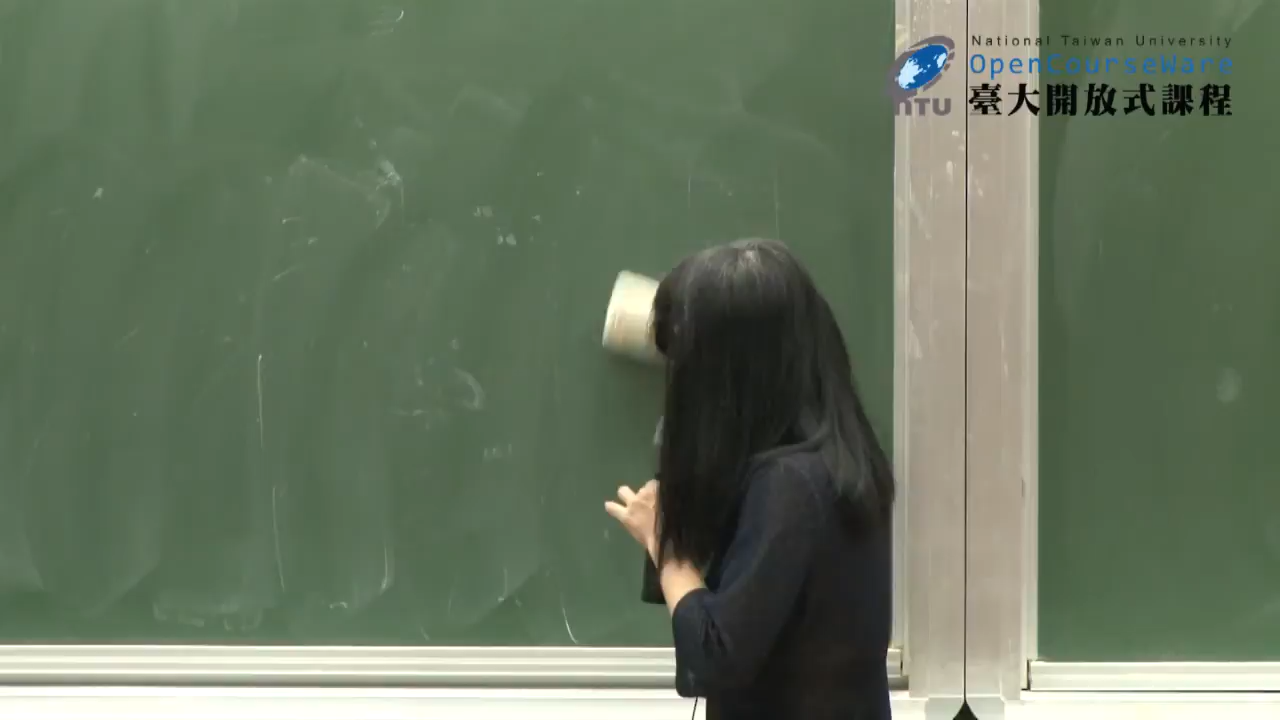 National Taiwan University
OpenCourseWare
NTU
臺大開放式課程